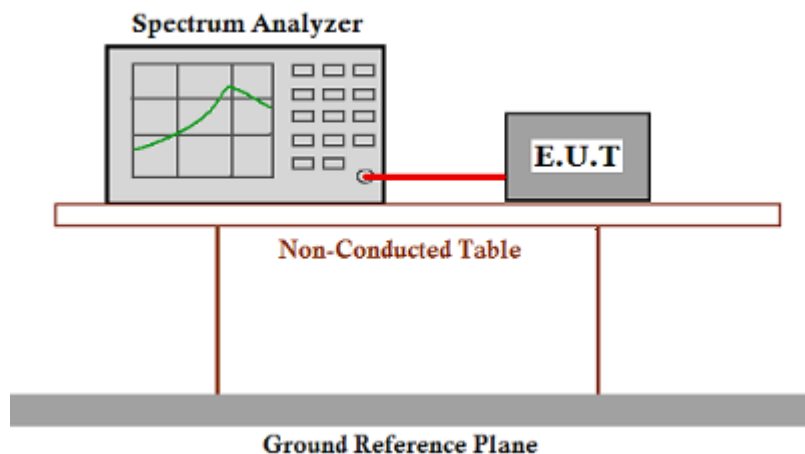 Spectrum Analyzer
E.U.T
Non-Conducted Table
Ground Reference Plane